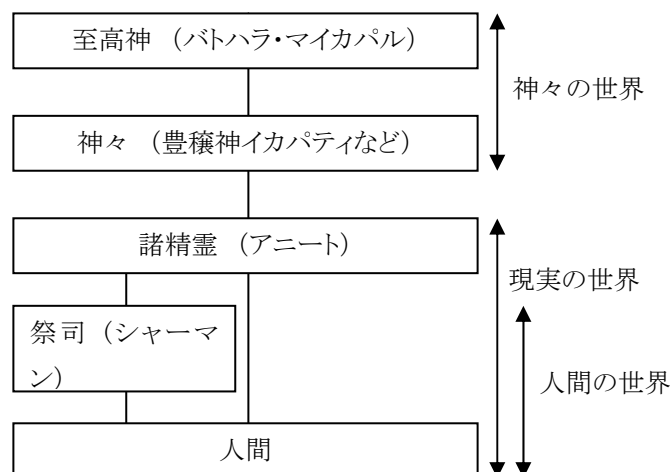 至高神 (バトハラ・マイカパル)
神々の世界
神々 (豊穣神イカパティなど)
諸精霊 (アニート)
現実の世界
祭司 (シャーマ
ン)
人間の世界
人間